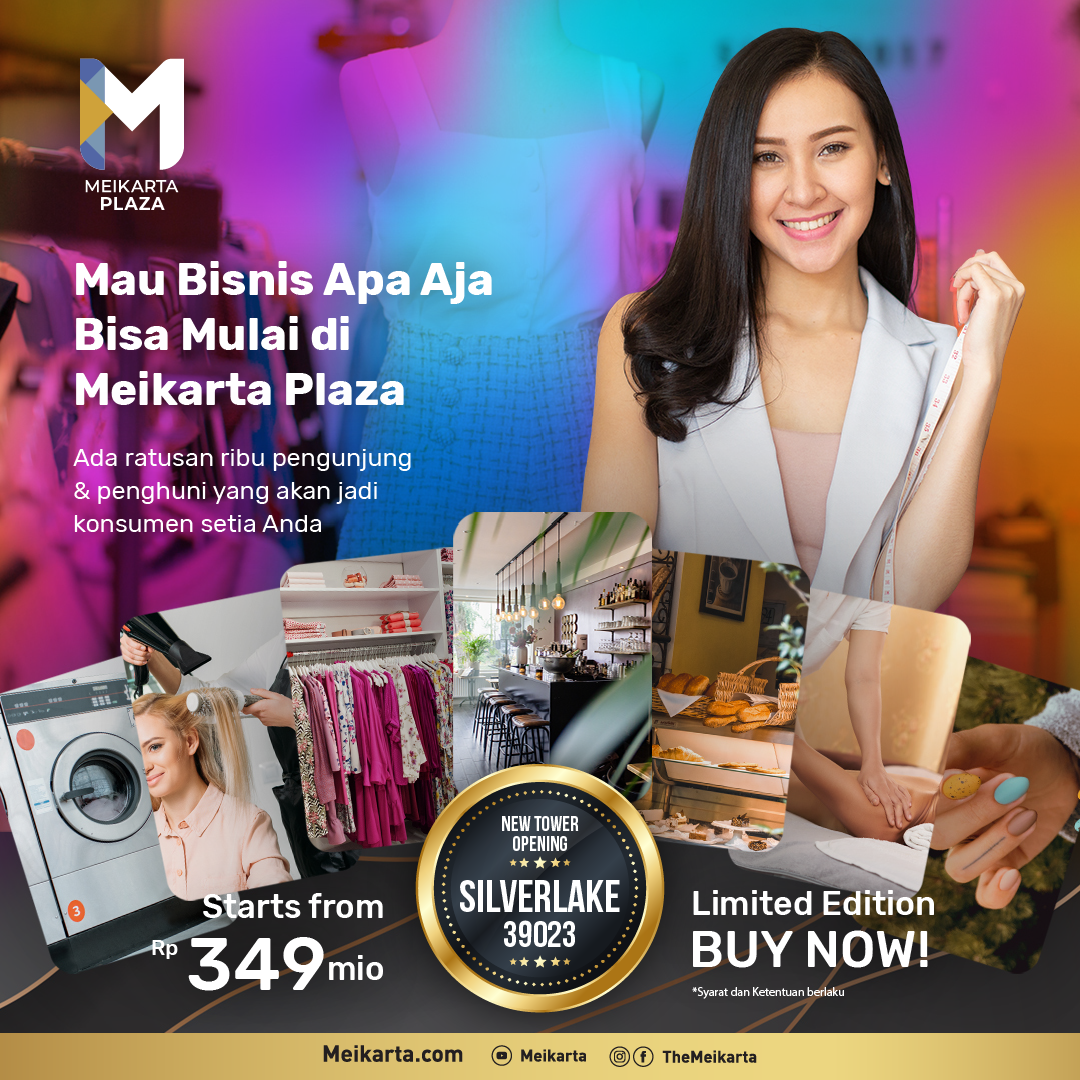 MEIKARTA
PLAZA
Mau Bisnis Apa Aja
Bisa Mulai di
Meikarta Plaza
Ada ratusan ribu pengunjung
& penghuni yang akan jadi
konsumen setia Anda
3
NEW TOWER
OPENING
SILVERLAKE
39023
Starts from
Rp 349 mio
Limited Edition
BUY NOW!
*Syarat dan Ketentuan berlaku
Meikarta.com Meikarta TheMeikarta